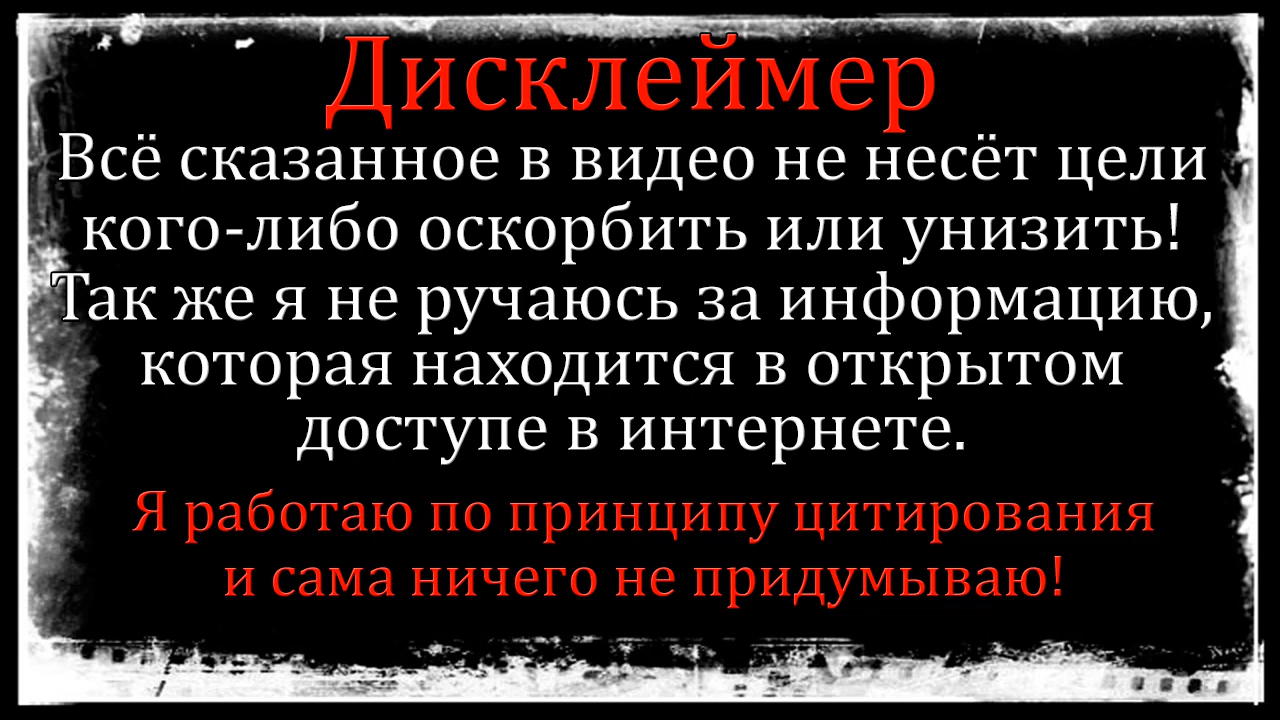 Дисклеймер
Всё сказанное в видео не несёт цели
кого-либо оскорбить или унизить!
Так же я не ручаюсь за информацию,
которая находится в открытом
доступе в интернете.
Я работаю по принципу цитирования
и сама ничего не придумываю!